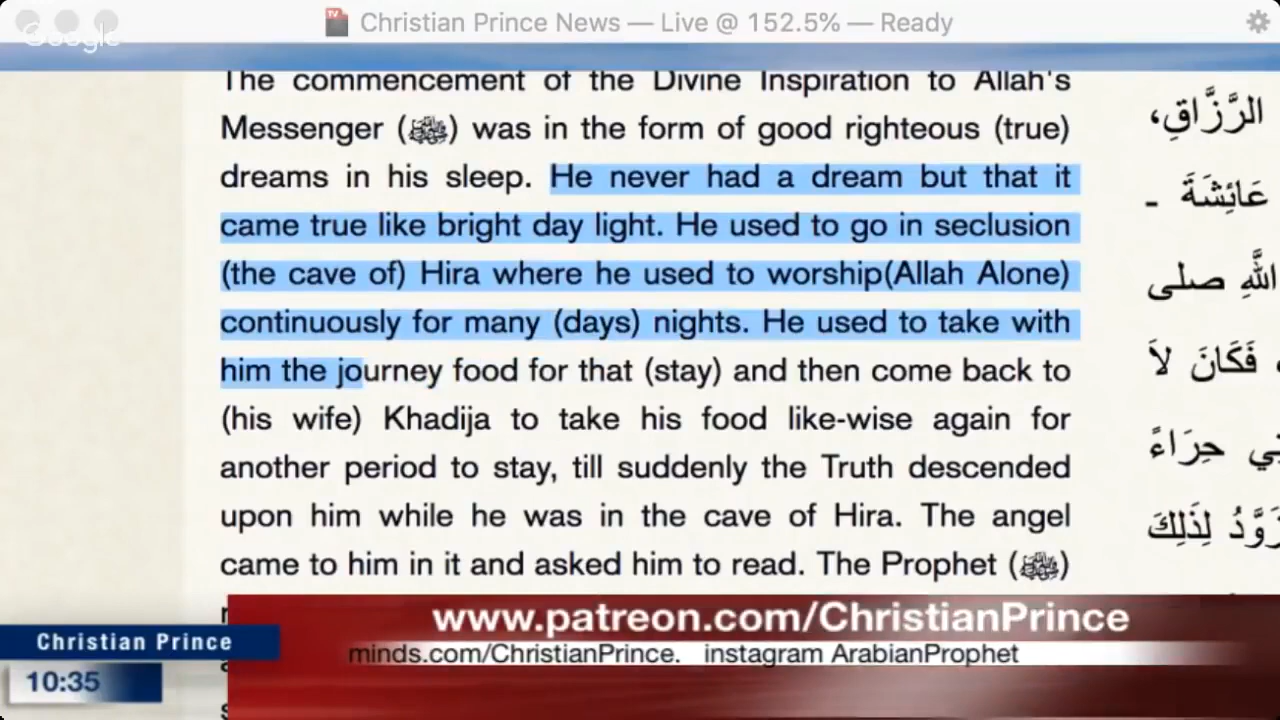 Google
Christian Prince News — Live @ 152.5% — Ready
The commencement of the Divine Inspiration to Allah's
Messenger (ﷺ) was in the form of good righteous (true)
dreams in his sleep. He never had a dream but that it
came true like bright day light. He used to go in seclusion
(the cave of) Hira where he used to worship(Allah Alone)
continuously for many (days) nights. He used to take with
him the journey food for that (stay) and then come back to
(his wife) Khadija to take his food like-wise again for
another period to stay, till suddenly the Truth descended
upon him while he was in the cave of Hira. The angel
came to him in it and asked him to read. The Prophet (ﷺ)
الرَّزَّاقِ،
عَائِشَةَ ـ
اللَّهِ صلى
فَكَانَ لاَ
حِرَاءً
لِذَلِكَ
www.patreon.com/ChristianPrince
Christian Prince
minds.com/ChristianPrince. instagram ArabianProphet
10:35